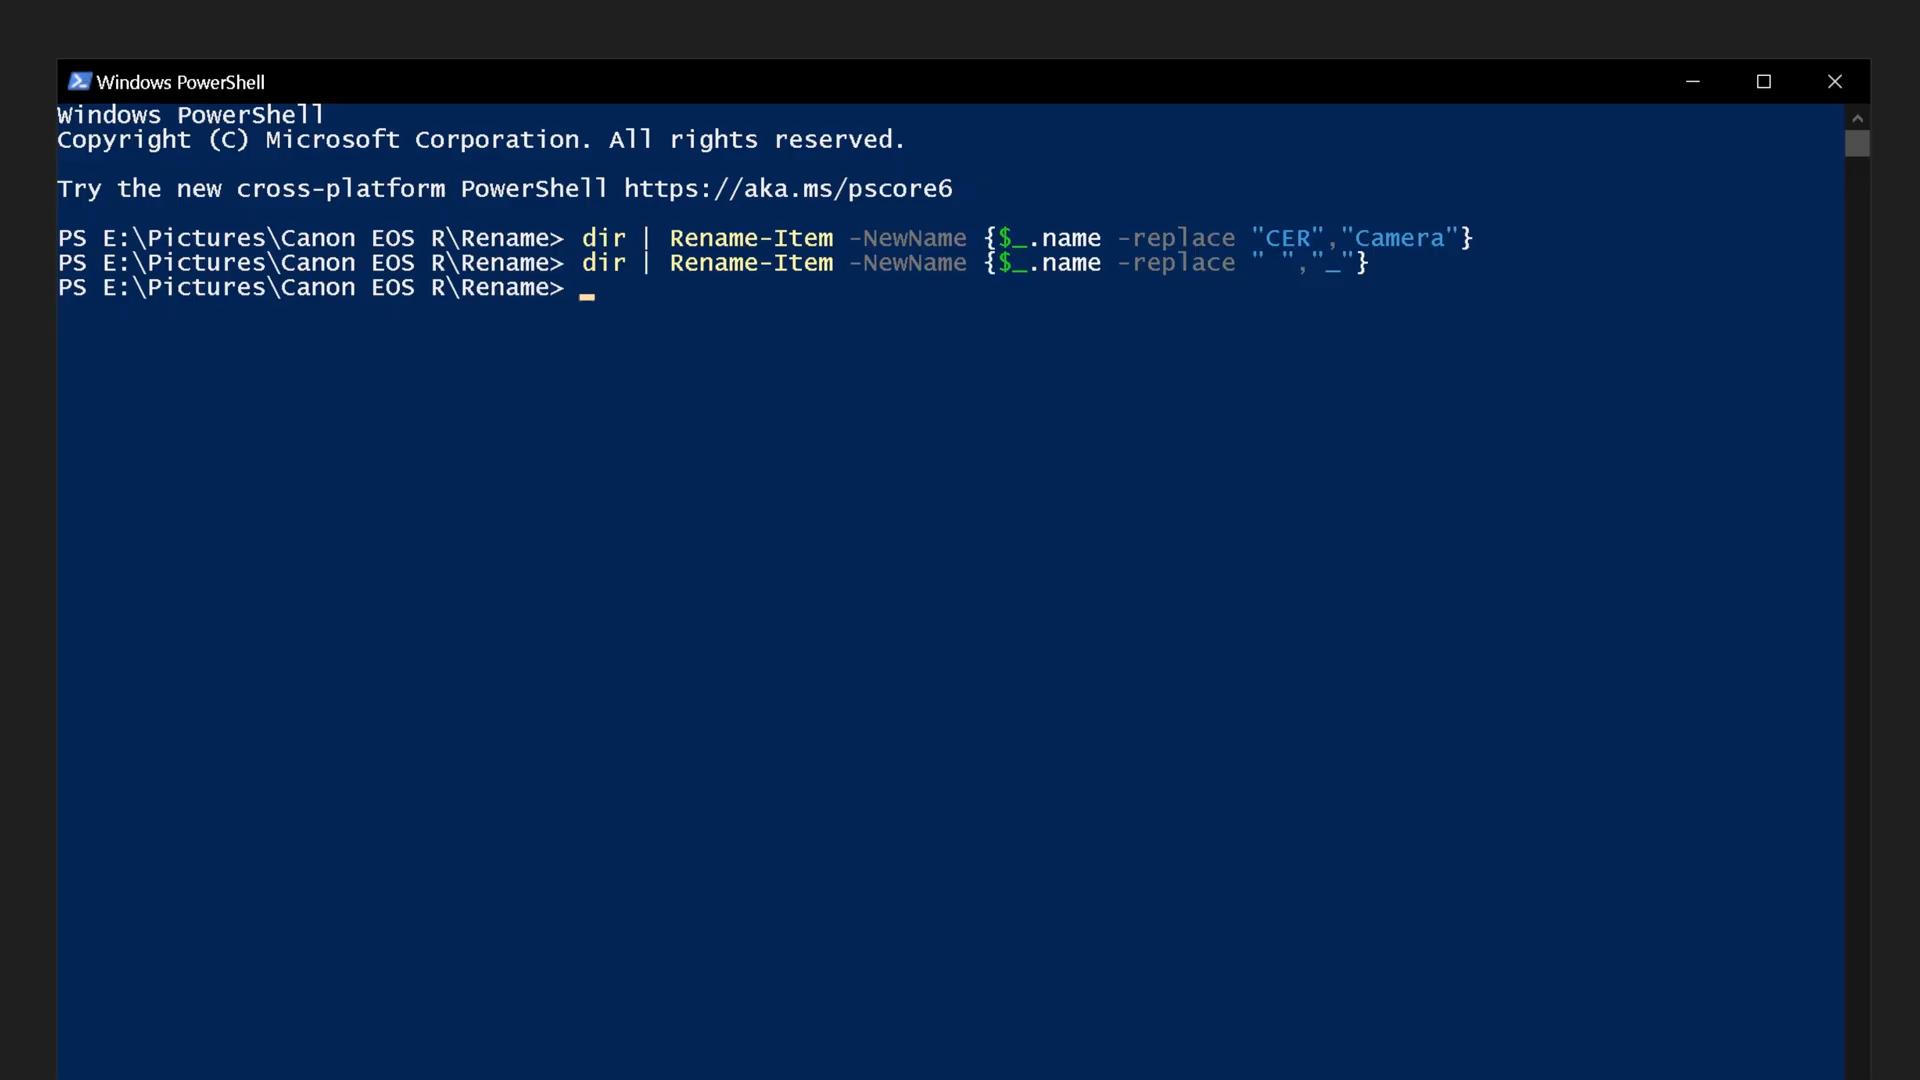 Windows PowerShell
Windows PowerShell
Copyright (C) Microsoft Corporation. All rights reserved.
Try the new cross-platform PowerShell https://aka.ms/pscore6
PS E:\Pictures\Canon EOS R\Rename> dir | Rename-Item -NewName {$_.name -replace "CER","Camera"}
PS E:\Pictures\Canon EOS R\Rename> dir | Rename-Item -NewName {$_.name -replace " ","_"}
PS E:\Pictures\Canon EOS R\Rename>